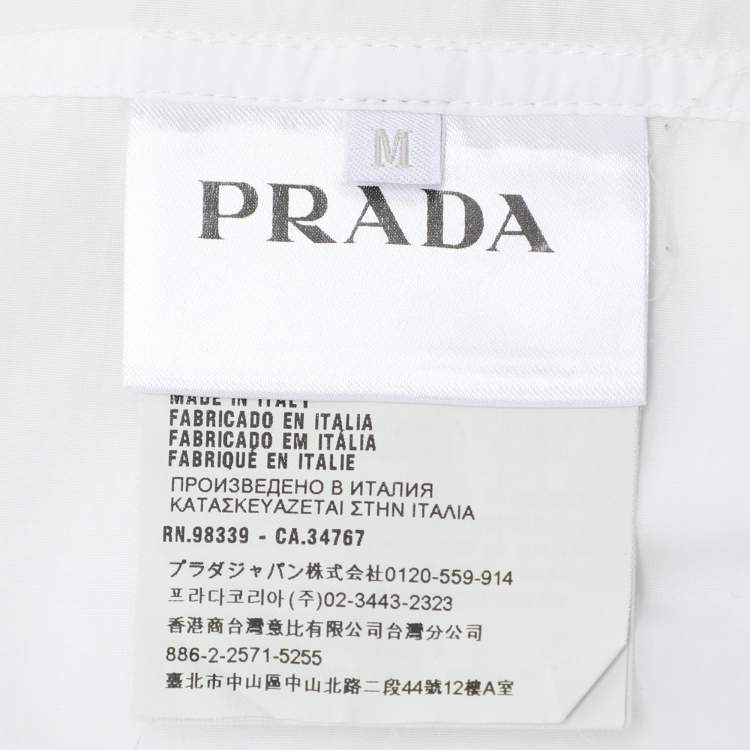 M
PRADA
MADE IN ITALY
FABRICADO EN ITALIA
FABRICADO EM ITÁLIA
FABRIQUÉ EN ITALIE
ПРОИЗВЕДЕНО В ИТАЛИЯ
ΚΑΤΑΣΚΕΥΑΖΕΤΑΙ ΣΤΗΝ ΙΤΑΛΙΑ
RN.98339 - CA.34767
プラダジャパン株式会社0120-559-914
프라다코리아(주)02-3443-2323
香港商台灣意比有限公司台灣分公司
886-2-2571-5255
臺北市中山區中山北路二段44號12樓A室